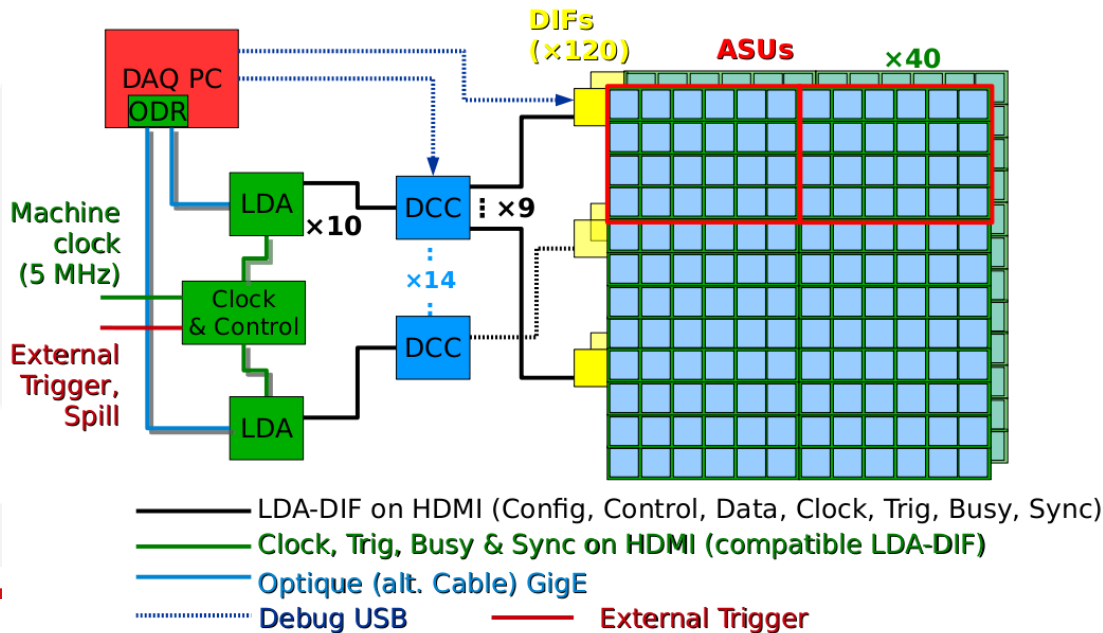 DIFs
(×120)
ASUs
×40
DAQ PC
ODR
LDA
×10
DCC
⋮ ×9
Machine
clock
(5 MHz)
×14
Clock
& Control
DCC
External
Trigger,
Spill
LDA
LDA-DIF on HDMI (Config, Control, Data, Clock, Trig, Busy, Sync)
Clock, Trig, Busy & Sync on HDMI (compatible LDA-DIF)
Optique (alt. Cable) GigE
Debug USB
External Trigger